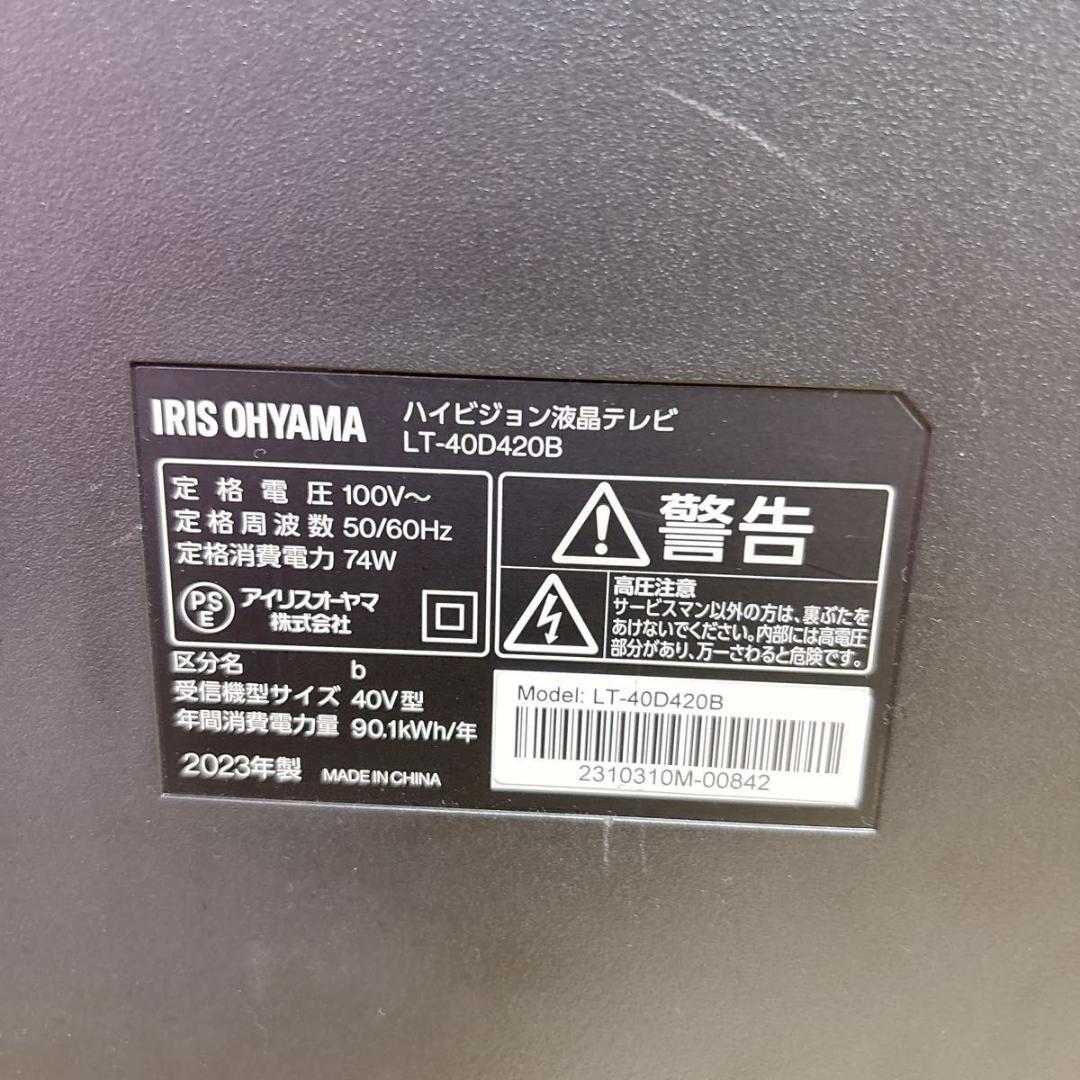 IRIS OHYAMA
ハイビジョン液晶テレビ
LT-40D420B
定格電圧 100V～
定格周波数 50/60Hz
定格消費電力 74W
PS
E
アイリスオーヤマ
株式会社
区分名 b
受信機型サイズ 40V型
年間消費電力量 90.1kWh/年
2023年製 MADE IN CHINA
警告
高圧注意
サービスマン以外の方は、裏ぶたを
あけないでください。内部には高電圧
部分があり、万一さわると危険です。
Model: LT-40D420B
2310310M-00842